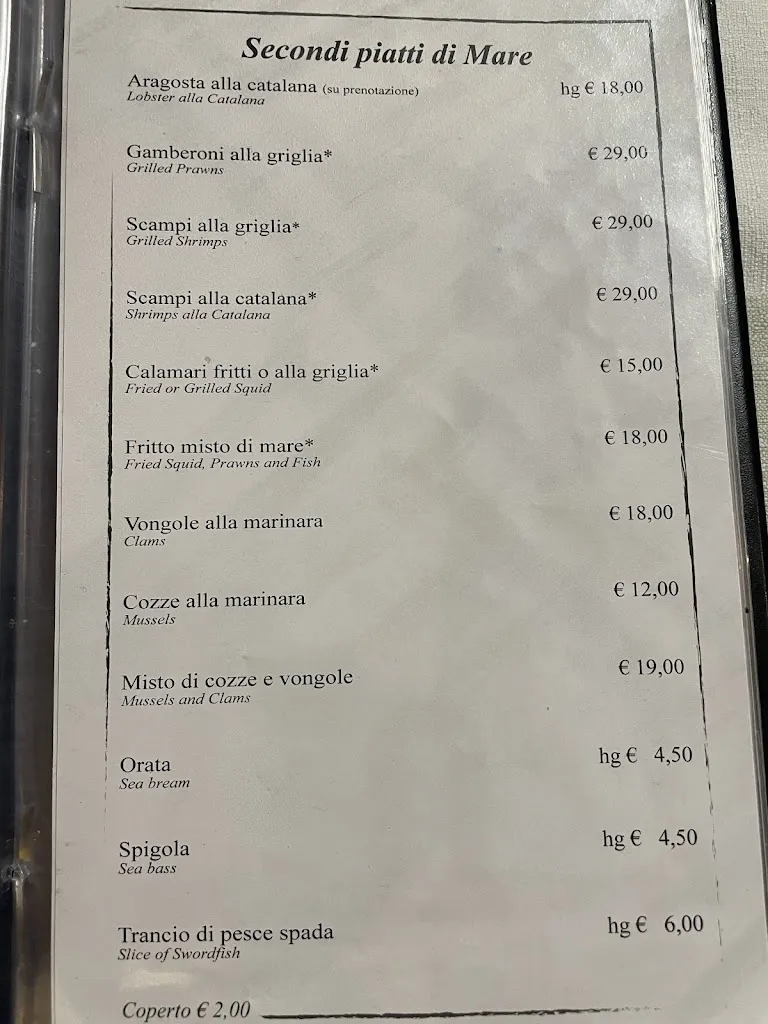 Secondi piatti di Mare
Aragosta alla catalana (su prenotazione) hg € 18,00
Lobster alla Catalana
Gamberoni alla griglia* € 29,00
Grilled Prawns
Scampi alla griglia* € 29,00
Grilled Shrimps
Scampi alla catalana* € 29,00
Shrimps alla Catalana
Calamari fritti o alla griglia* € 15,00
Fried or Grilled Squid
Fritto misto di mare* € 18,00
Fried Squid, Prawns and Fish
Vongole alla marinara € 18,00
Clams
Cozze alla marinara € 12,00
Mussels
Misto di cozze e vongole € 19,00
Mussels and Clams
Orata hg € 4,50
Sea bream
Spigola hg € 4,50
Sea bass
Trancio di pesce spada hg € 6,00
Slice of Swordfish
Coperto € 2,00